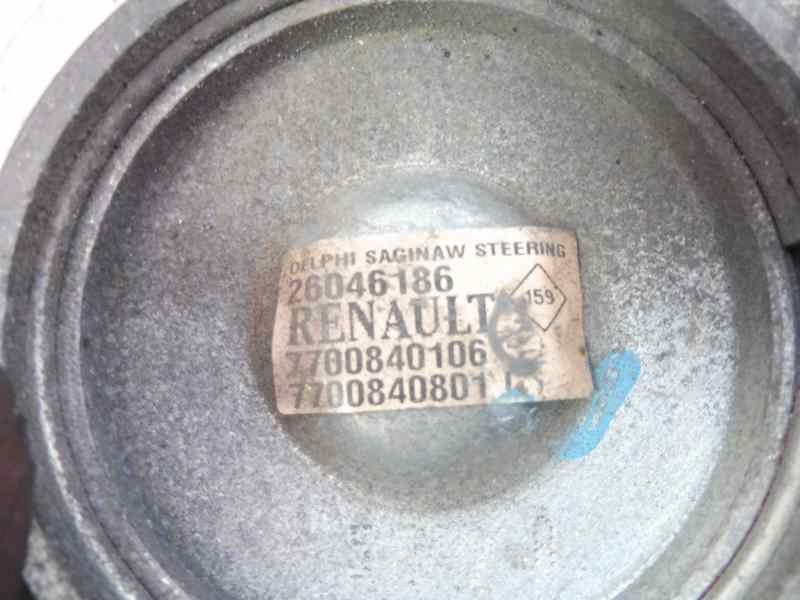 DELPHI SAGINAW STEERING
26046186
RENAULT
159
7700840106
7700840801